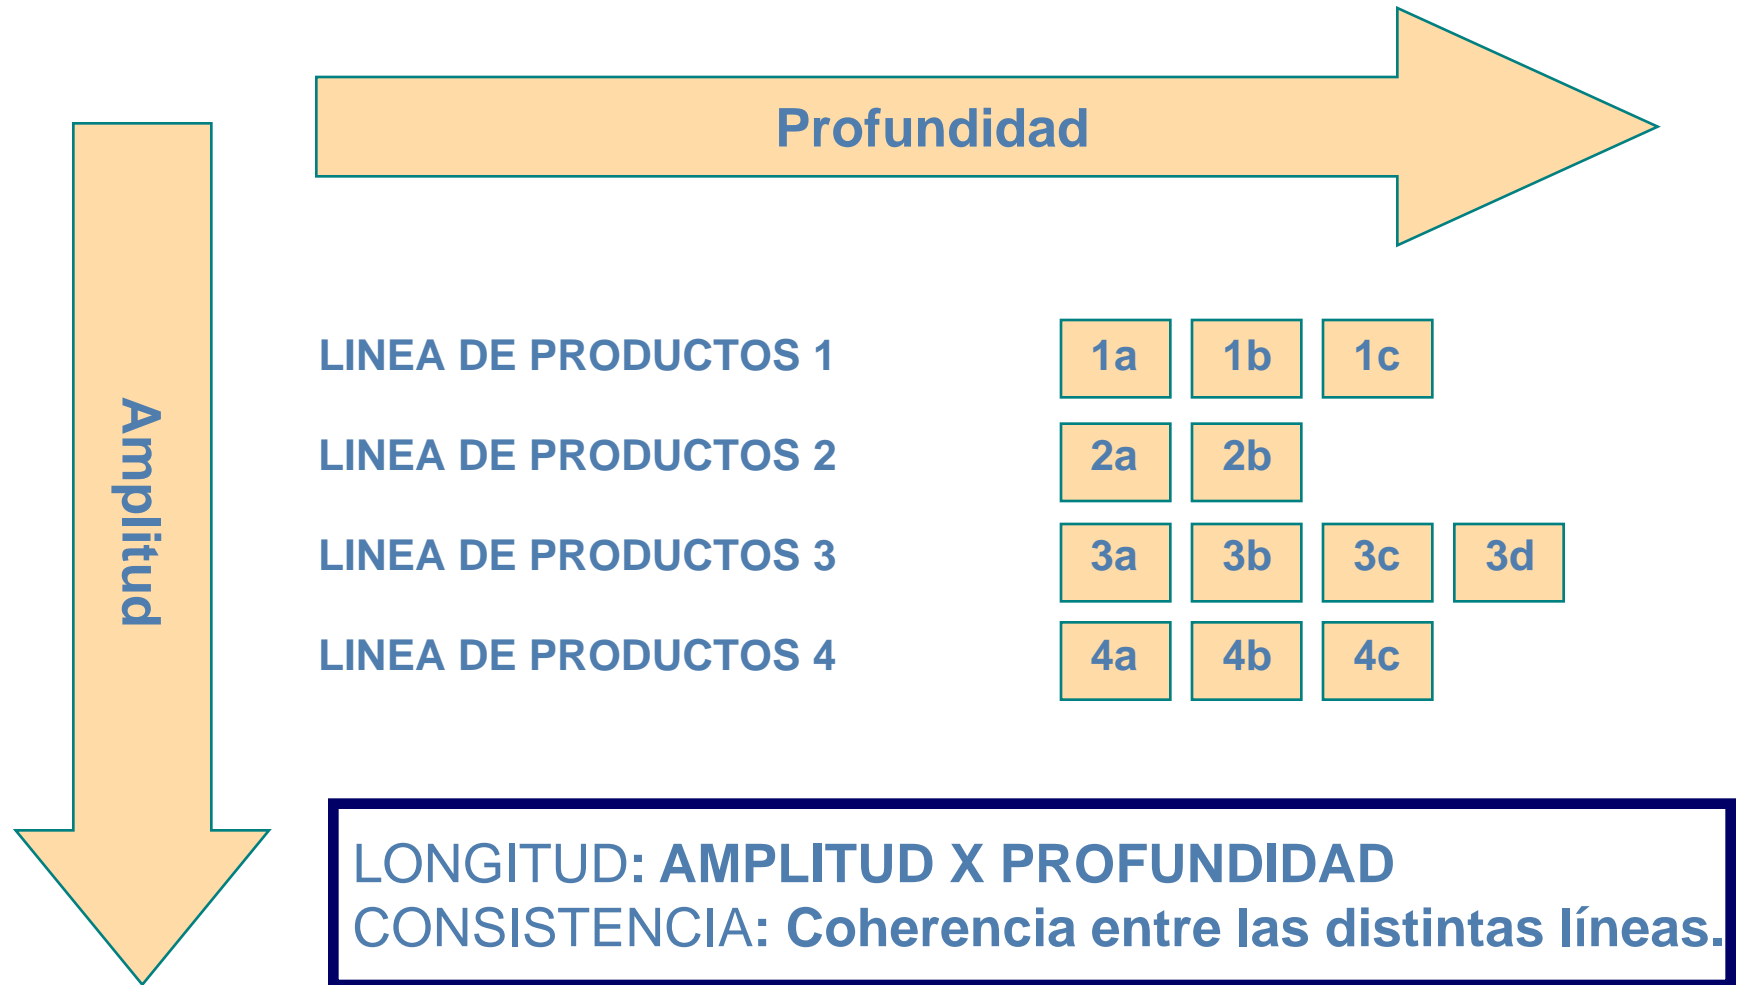 Profundidad
Amplitud
LINEA DE PRODUCTOS 1 1a 1b 1c
LINEA DE PRODUCTOS 2 2a 2b
LINEA DE PRODUCTOS 3 3a 3b 3c 3d
LINEA DE PRODUCTOS 4 4a 4b 4c
LONGITUD: AMPLITUD X PROFUNDIDAD
CONSISTENCIA: Coherencia entre las distintas líneas.